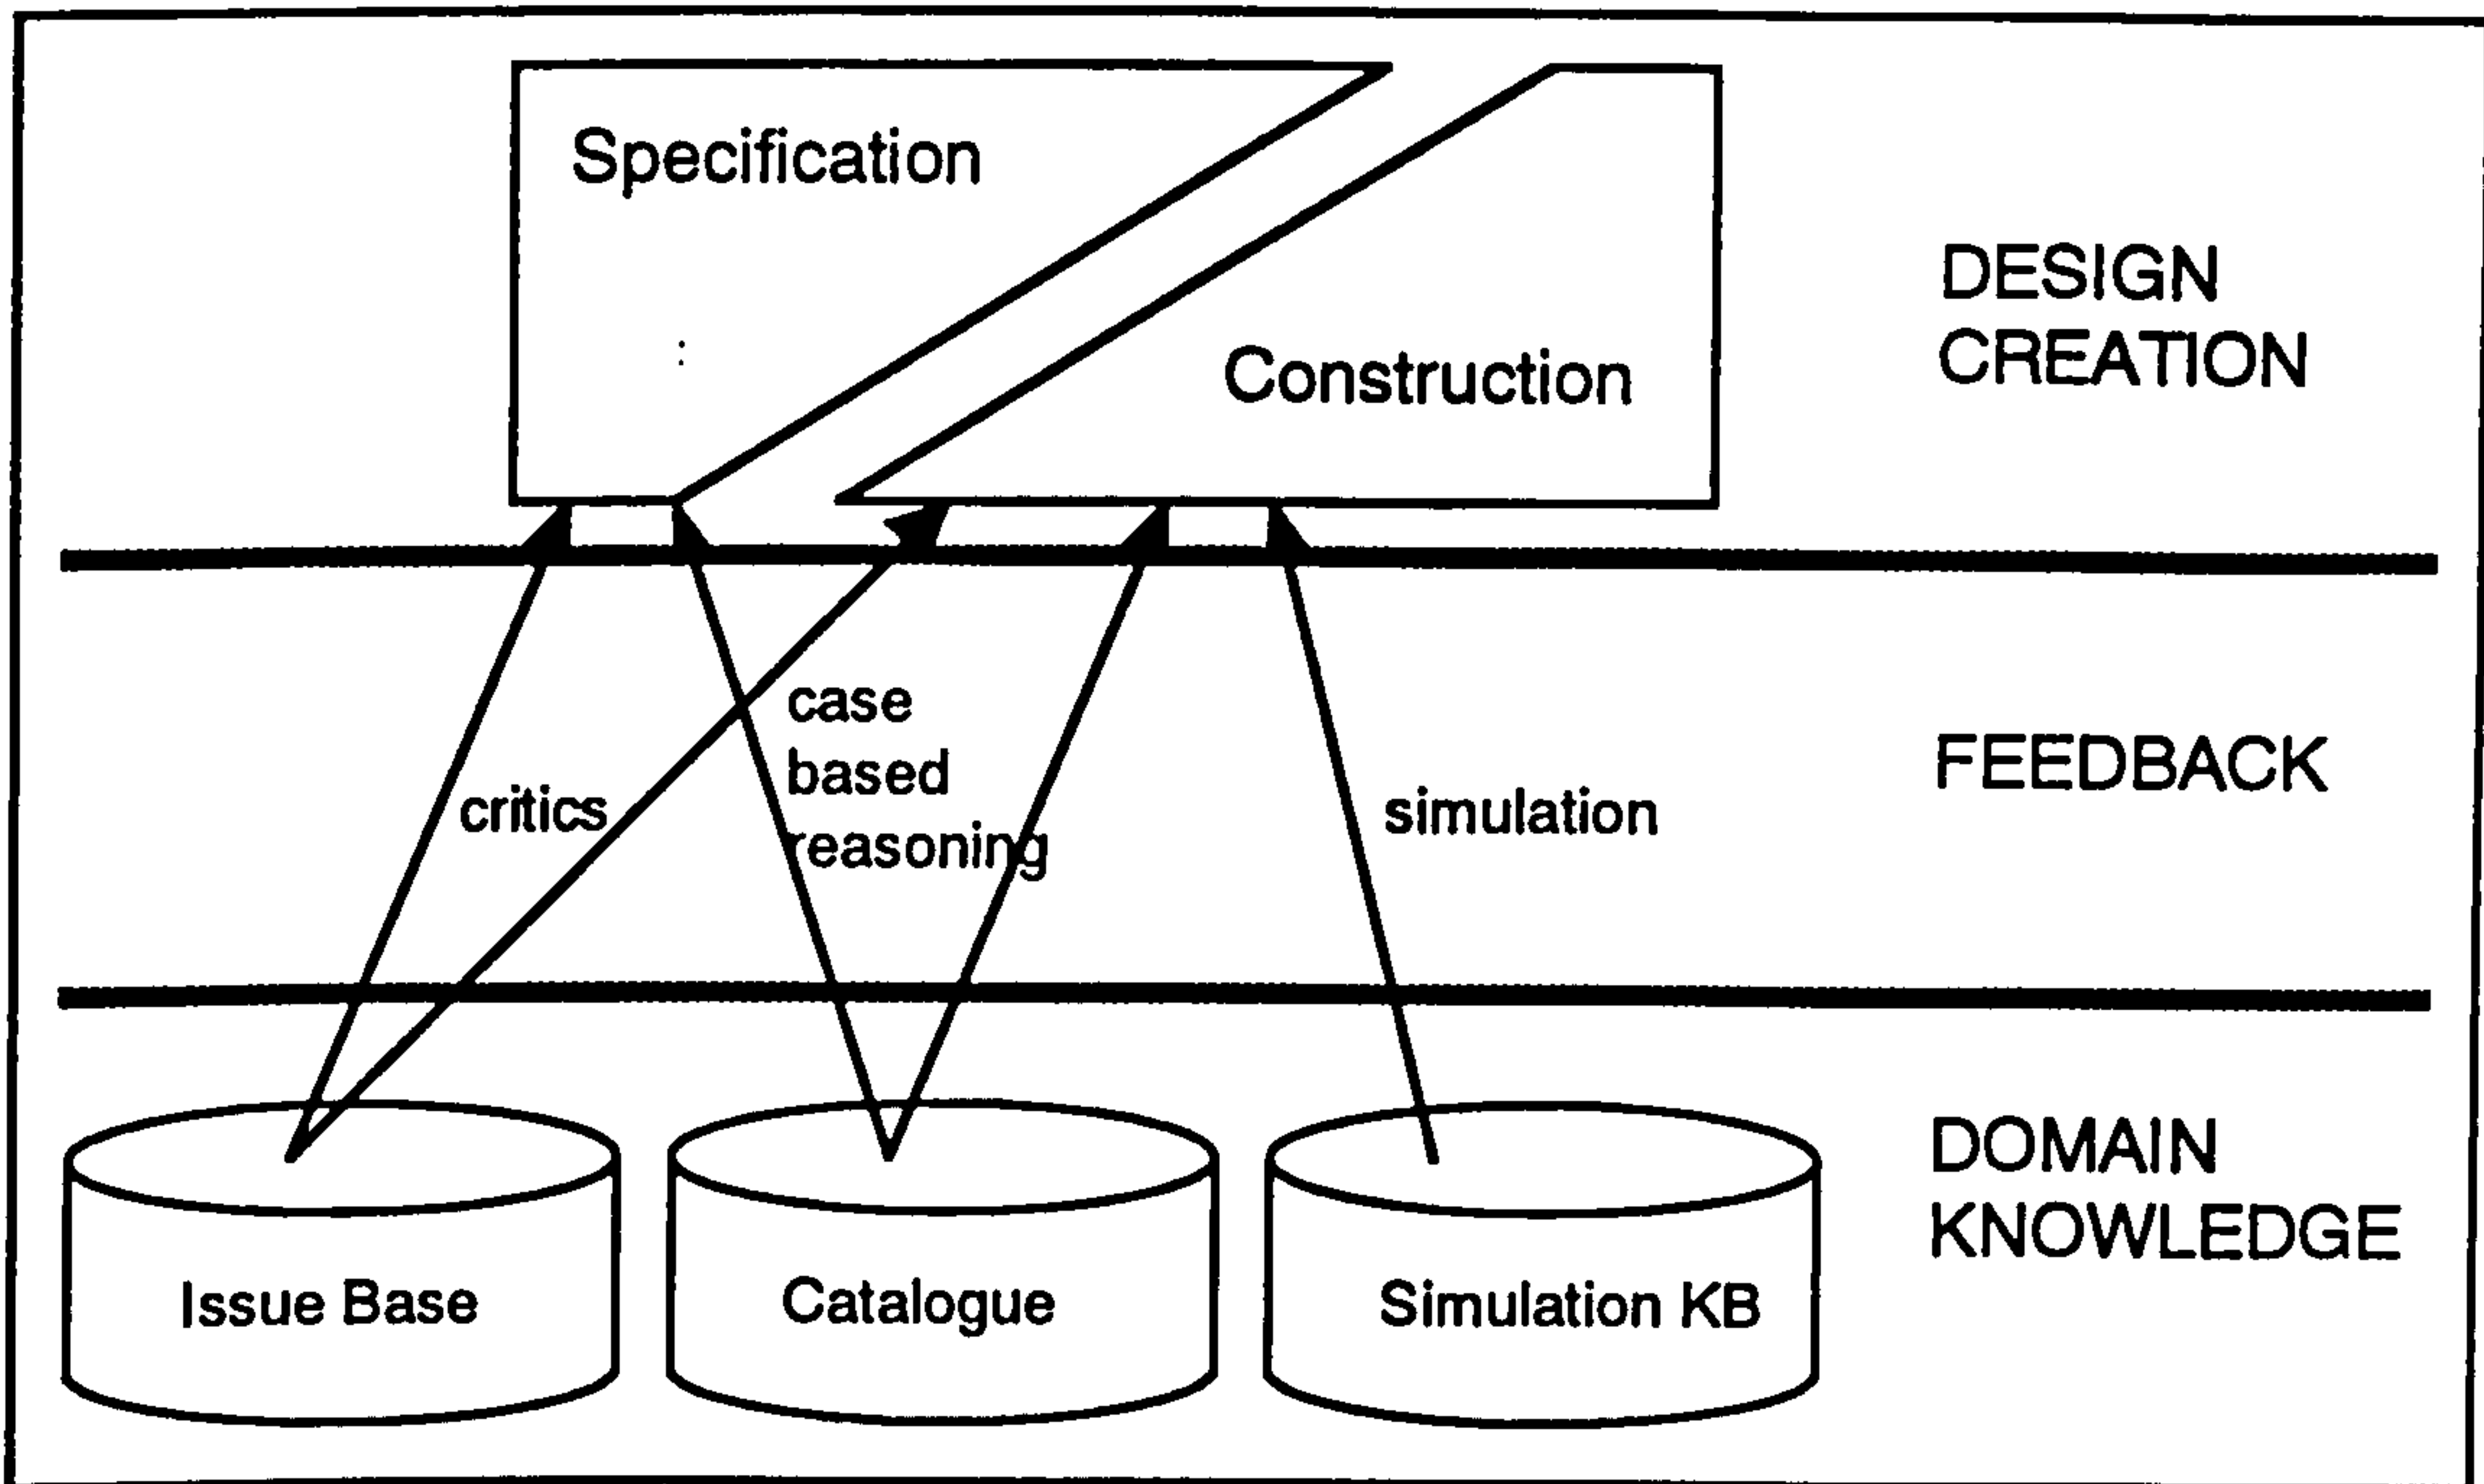 Specification
:
Construction
DESIGN
CREATION
case
based
reasoning
critics
simulation
FEEDBACK
DOMAIN
KNOWLEDGE
Issue Base
Catalogue
Simulation KB